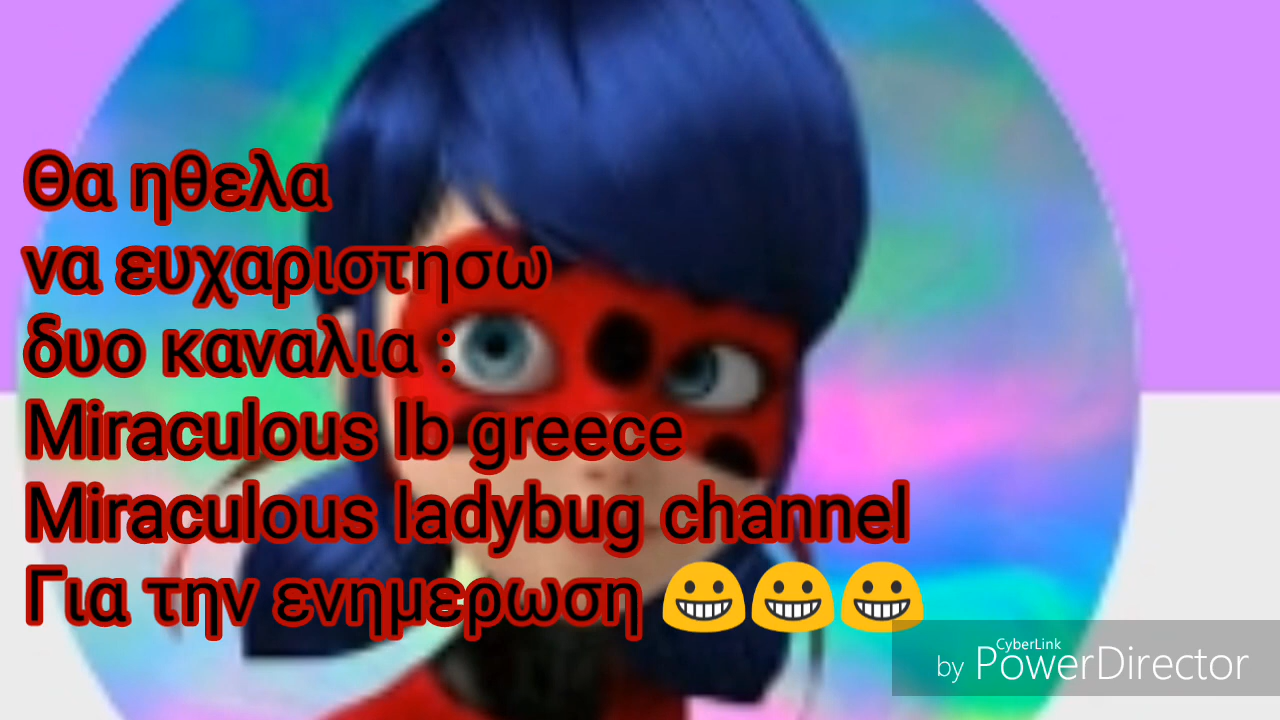 Θα ηθελα
να ευχαριστησω
δυο καναλια :
Miraculous lb greece
Miraculous ladybug channel
Για την ενημερωση 😀😀😀
CyberLink
by PowerDirector